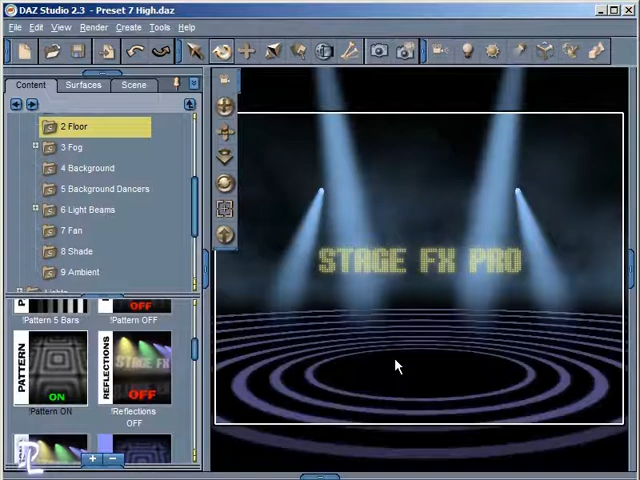 DAZ Studio 2.3 - Preset 7 High.daz
File Edit View Render Create Tools Help
Content Surfaces Scene
2 Floor
3 Fog
4 Background
5 Background Dancers
6 Light Beams
7 Fan
8 Shade
9 Ambient
Lights
OFF
!Pattern 5 Bars !Pattern OFF
PATTERN ON REFLECTIONS STAGE FX OFF
!Pattern ON !Reflections
OFF
STAGE FX PRO